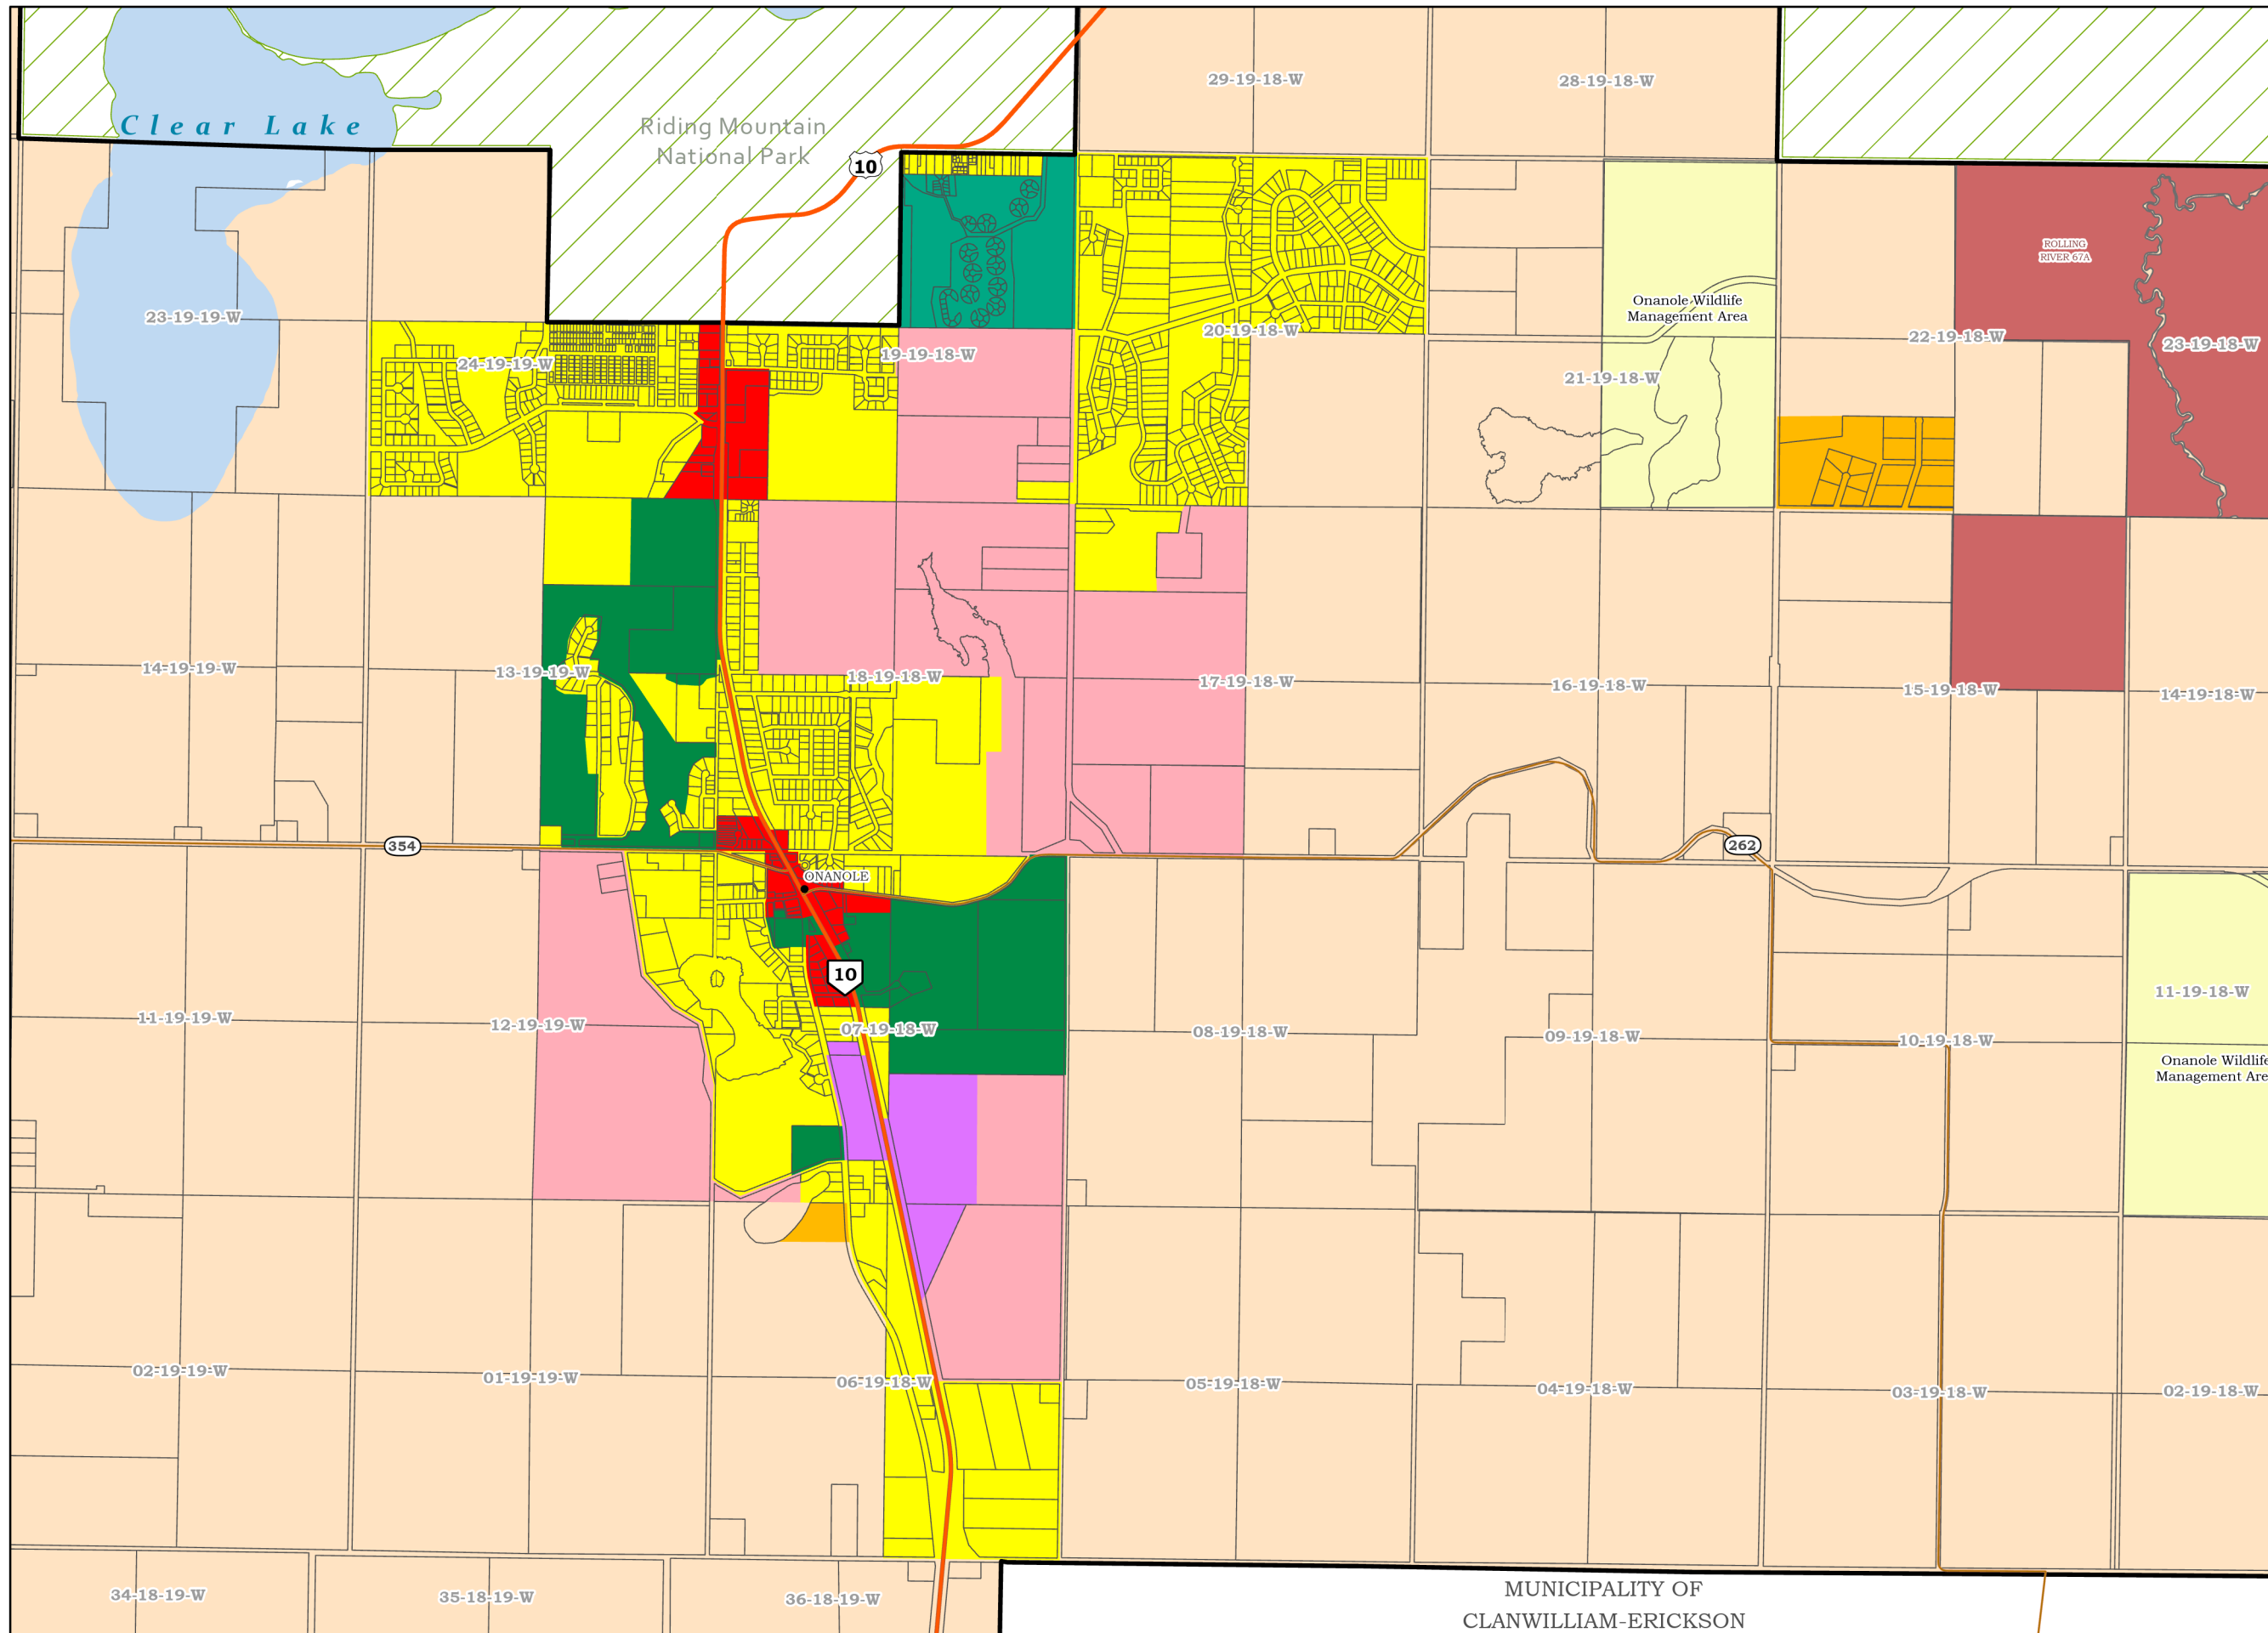 29-19-18-W
28-19-18-W
Clear Lake
Riding Mountain
National Park
10
ROLLING
RIVER 67A
Onanole Wildlife
Management Area
23-19-19-W
20-19-18-W
22-19-18-W
23-19-18-W
24-19-19-W
19-19-18-W
21-19-18-W
14-19-19-W
13-19-19-W
18-19-18-W
17-19-18-W
16-19-18-W
15-19-18-W
14-19-18-W
354
262
ONANOLE
10
11-19-18-W
11-19-19-W
12-19-19-W
07-19-18-W
08-19-18-W
09-19-18-W
10-19-18-W
Onanole Wildlife
Management Are
02-19-19-W
01-19-19-W
06-19-18-W
05-19-18-W
04-19-18-W
03-19-18-W
02-19-18-W
34-18-19-W
35-18-19-W
36-18-19-W
MUNICIPALITY OF
CLANWILLIAM-ERICKSON